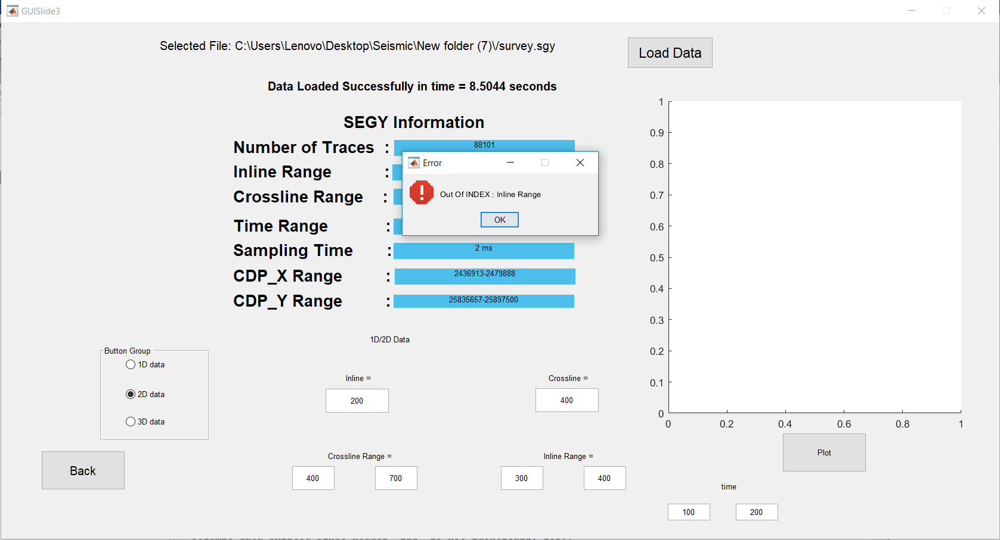 GUISlide3
Selected File: C:\Users\Lenovo\Desktop\Seismic\New folder (7)\/survey.sgy
Load Data
Data Loaded Successfully in time = 8.5044 seconds
SEGY Information
Number of Traces : 88101
Inline Range :
Crossline Range :
Time Range :
Sampling Time : 2 ms
CDP_X Range : 2436913-2479888
CDP_Y Range : 25835657-25897500
Error
Out Of INDEX : Inline Range
OK
1
0.9
0.8
0.7
0.6
0.5
0.4
0.3
0.2
0.1
0
0 0.2 0.4 0.6 0.8 1
1D/2D Data
Button Group
1D data
2D data
3D data
Inline = Crossline =
200 400
Crossline Range = Inline Range =
400 700 300 400
Back
Plot
time
100 200